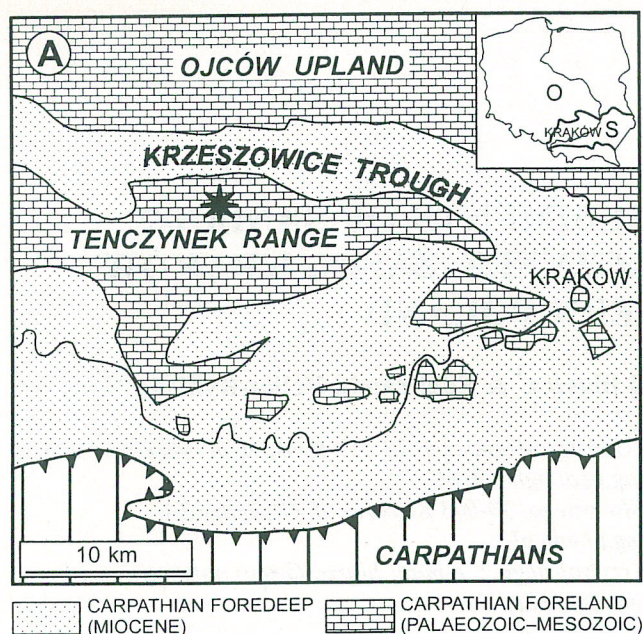 A
OJCÓW UPLAND
O
KRAKÓW
S
KRZESZOWICE TROUGH
TENCZYNEK RANGE
KRAKÓW
10 km
CARPATHIANS
CARPATHIAN FOREDEEP
(MIOCENE)
CARPATHIAN FORELAND
(PALAEOZOIC–MESOZOIC)